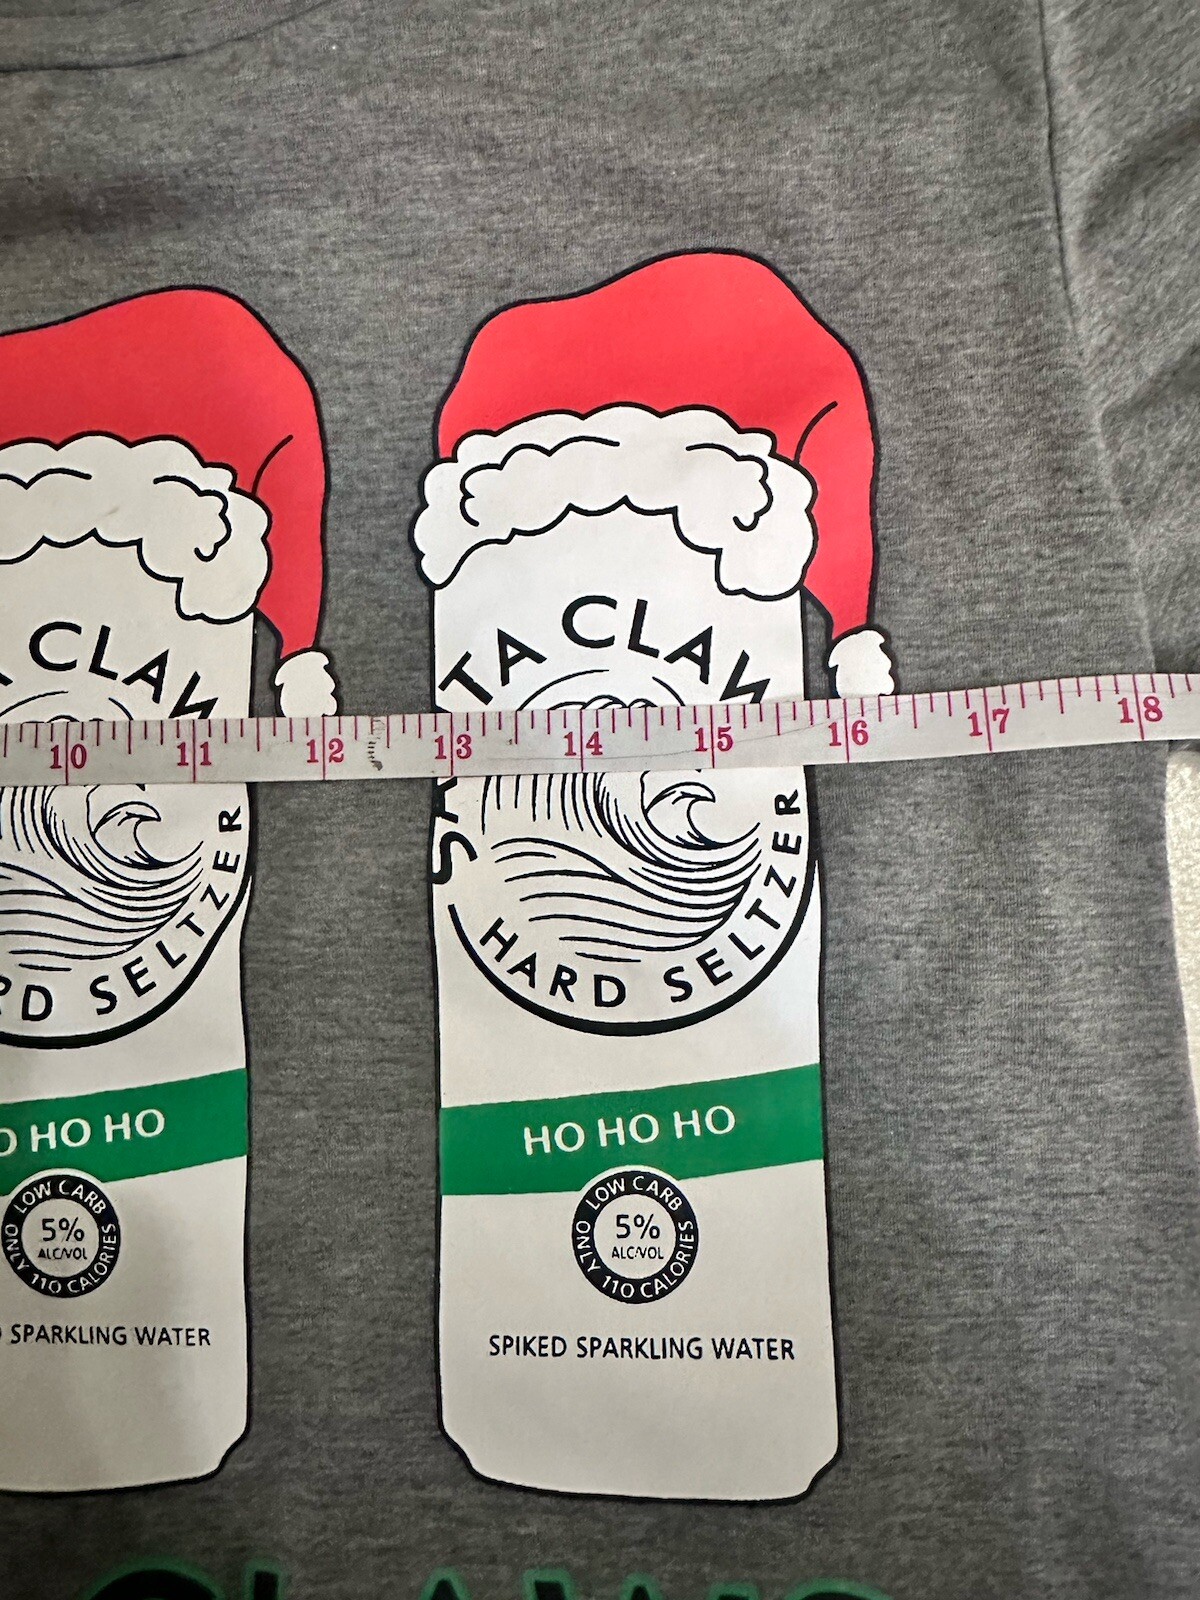 CLAW
TA CLAW
10 11 12 13 14 15 16 17 18
SA
HARD SELTZER
RD SELTZER
HO HO
HO HO HO
LOW CARB
5%
ALC/VOL
ONLY 110 CALORIES
LOW CARB
5%
ALC/VOL
ONLY 110 CALORIES
SPARKLING WATER
SPIKED SPARKLING WATER
CLAWS